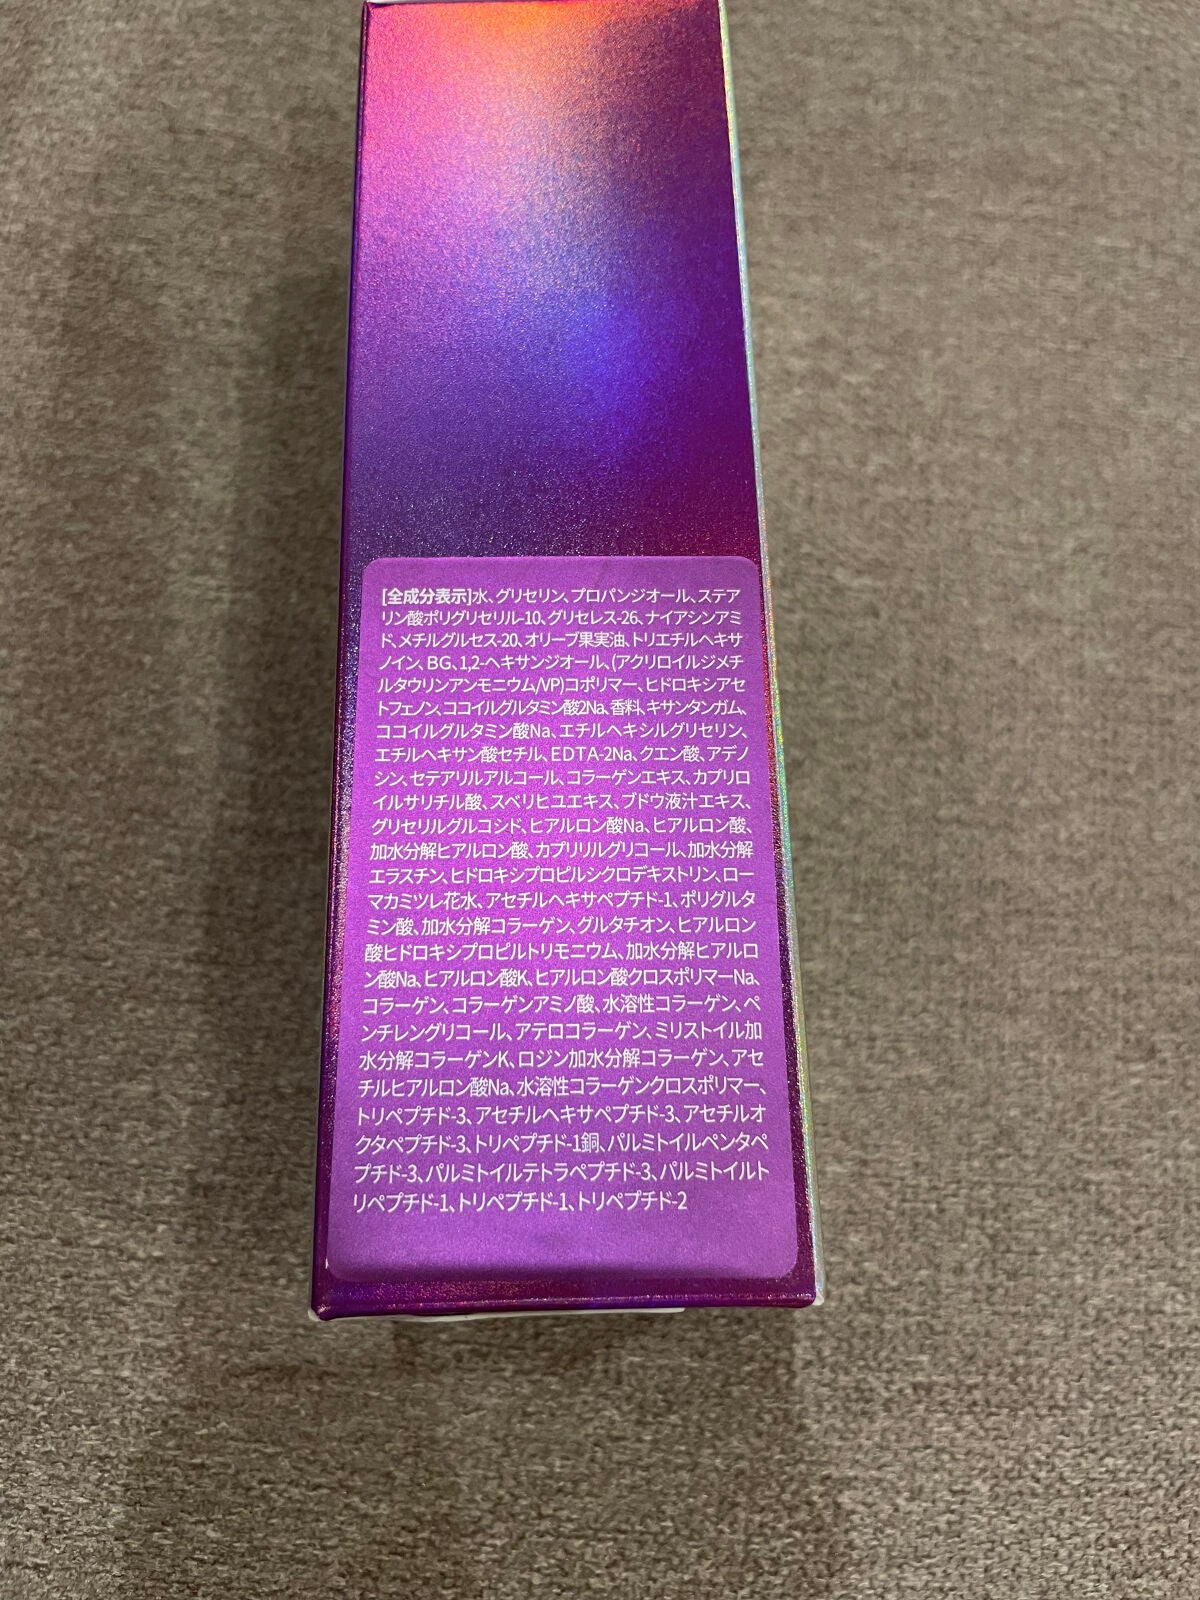 [全成分表示]水、グリセリン、プロパンジオール、ステア
リン酸ポリグリセリル-10、グリセレス-26、ナイアシンアミ
ド、メチルグルセス-20、オリーブ果実油、トリエチルヘキサ
ノイン、BG、1,2-ヘキサンジオール、(アクリロイルジメチ
ルタウリンアンモニウム/VP)コポリマー、ヒドロキシアセ
トフェノン、ココイルグルタミン酸2Na、香料、キサンタンガム、
ココイルグルタミン酸Na、エチルヘキシルグリセリン、
エチルヘキサン酸セチル、EDTA-2Na、クエン酸、アデノ
シン、セテアリルアルコール、コラーゲンエキス、カプリロ
イルサリチル酸、スベリヒユエキス、ブドウ液汁エキス、
グリセリルグルコシド、ヒアルロン酸Na、ヒアルロン酸、
加水分解ヒアルロン酸、カプリリルグリコール、加水分解
エラスチン、ヒドロキシプロピルシクロデキストリン、ロー
マカミツレ花水、アセチルヘキサペプチド-1、ポリグルタ
ミン酸、加水分解コラーゲン、グルタチオン、ヒアルロン
酸ヒドロキシプロピルトリモニウム、加水分解ヒアルロ
ン酸Na、ヒアルロン酸K、ヒアルロン酸クロスポリマーNa、
コラーゲン、コラーゲンアミノ酸、水溶性コラーゲン、ペ
ンチレングリコール、アテロコラーゲン、ミリストイル加
水分解コラーゲンK、ロジン加水分解コラーゲン、アセ
チルヒアルロン酸Na、水溶性コラーゲンクロスポリマー、
トリペプチド-3、アセチルヘキサペプチド-3、アセチルオ
クタペプチド-3、トリペプチド-1銅、パルミトイルペンタペ
プチド-3、パルミトイルテトラペプチド-3、パルミトイルト
リペプチド-1、トリペプチド-1、トリペプチド-2